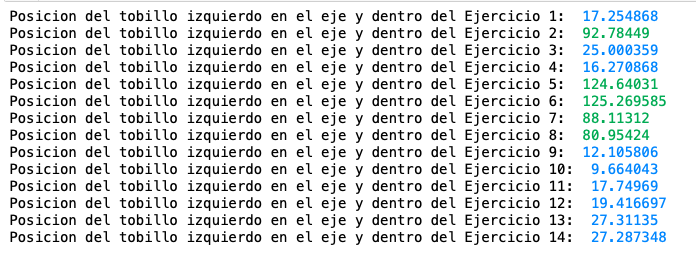 Posicion del tobillo izquierdo en el eje y dentro del Ejercicio 1:  17.254868
Posicion del tobillo izquierdo en el eje y dentro del Ejercicio 2:  92.78449
Posicion del tobillo izquierdo en el eje y dentro del Ejercicio 3:  25.000359
Posicion del tobillo izquierdo en el eje y dentro del Ejercicio 4:  16.270868
Posicion del tobillo izquierdo en el eje y dentro del Ejercicio 5:  124.64031
Posicion del tobillo izquierdo en el eje y dentro del Ejercicio 6:  125.269585
Posicion del tobillo izquierdo en el eje y dentro del Ejercicio 7:  88.11312
Posicion del tobillo izquierdo en el eje y dentro del Ejercicio 8:  80.95424
Posicion del tobillo izquierdo en el eje y dentro del Ejercicio 9:  12.105806
Posicion del tobillo izquierdo en el eje y dentro del Ejercicio 10:  9.664043
Posicion del tobillo izquierdo en el eje y dentro del Ejercicio 11:  17.74969
Posicion del tobillo izquierdo en el eje y dentro del Ejercicio 12:  19.416697
Posicion del tobillo izquierdo en el eje y dentro del Ejercicio 13:  27.31135
Posicion del tobillo izquierdo en el eje y dentro del Ejercicio 14:  27.287348